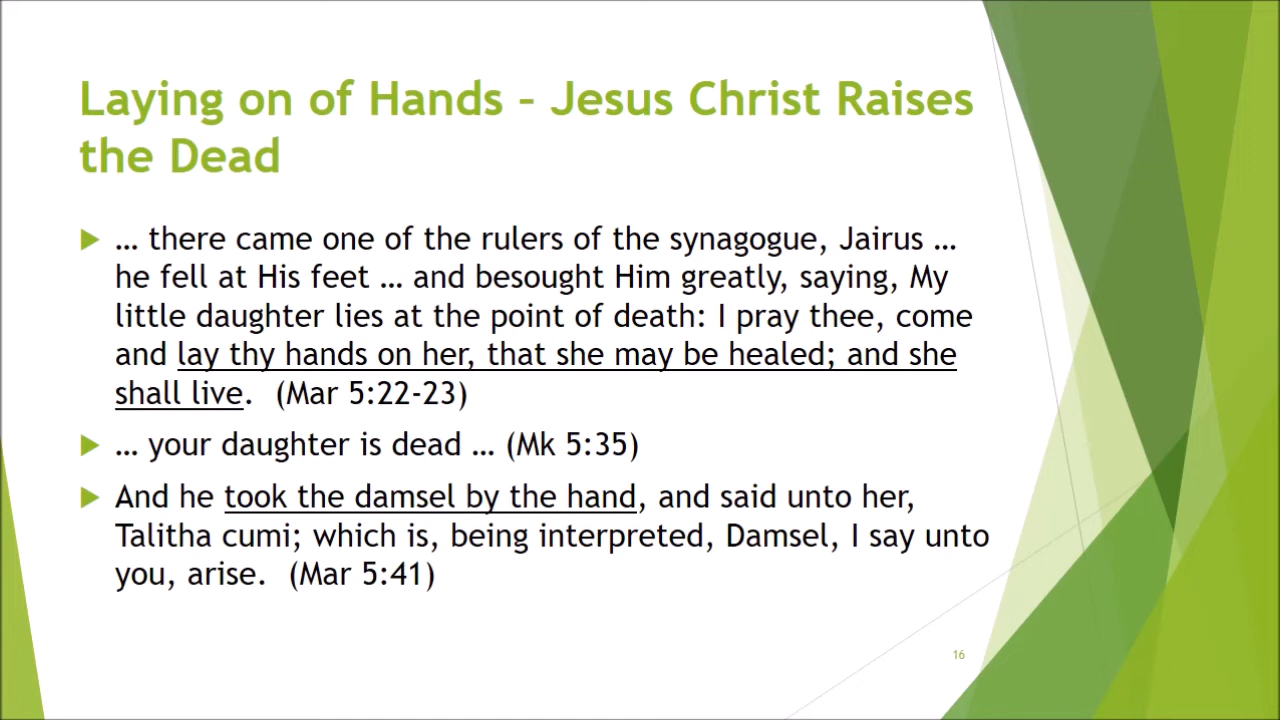 Laying on of Hands – Jesus Christ Raises
the Dead
… there came one of the rulers of the synagogue, Jairus …
he fell at His feet … and besought Him greatly, saying, My
little daughter lies at the point of death: I pray thee, come
and lay thy hands on her, that she may be healed; and she
shall live.  (Mar 5:22-23)
… your daughter is dead … (Mk 5:35)
And he took the damsel by the hand, and said unto her,
Talitha cumi; which is, being interpreted, Damsel, I say unto
you, arise.  (Mar 5:41)
16